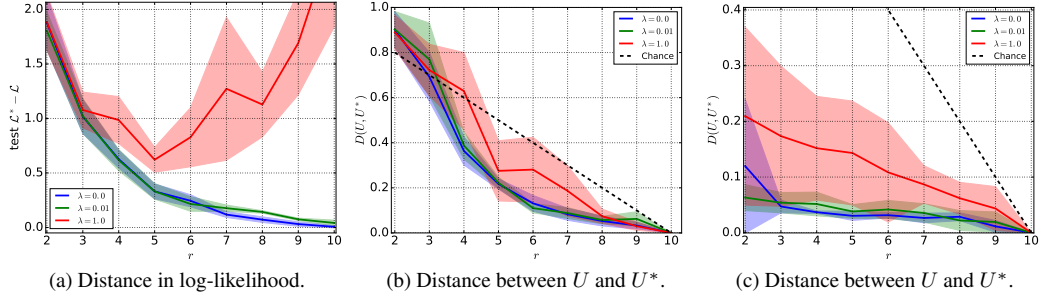 2.0
1.5
1.0
0.5
0.0
test ℒ* − ℒ
λ = 0.0
λ = 0.01
λ = 1.0
2 3 4 5 6 7 8 9 10
r
(a) Distance in log-likelihood.
1.0
0.8
0.6
0.4
0.2
0.0
D(U, U*)
λ = 0.0
λ = 0.01
λ = 1.0
Chance
2 3 4 5 6 7 8 9 10
r
(b) Distance between U and U*.
0.4
0.3
0.2
0.1
0.0
D(U, U*)
λ = 0.0
λ = 0.01
λ = 1.0
Chance
2 3 4 5 6 7 8 9 10
r
(c) Distance between U and U*.